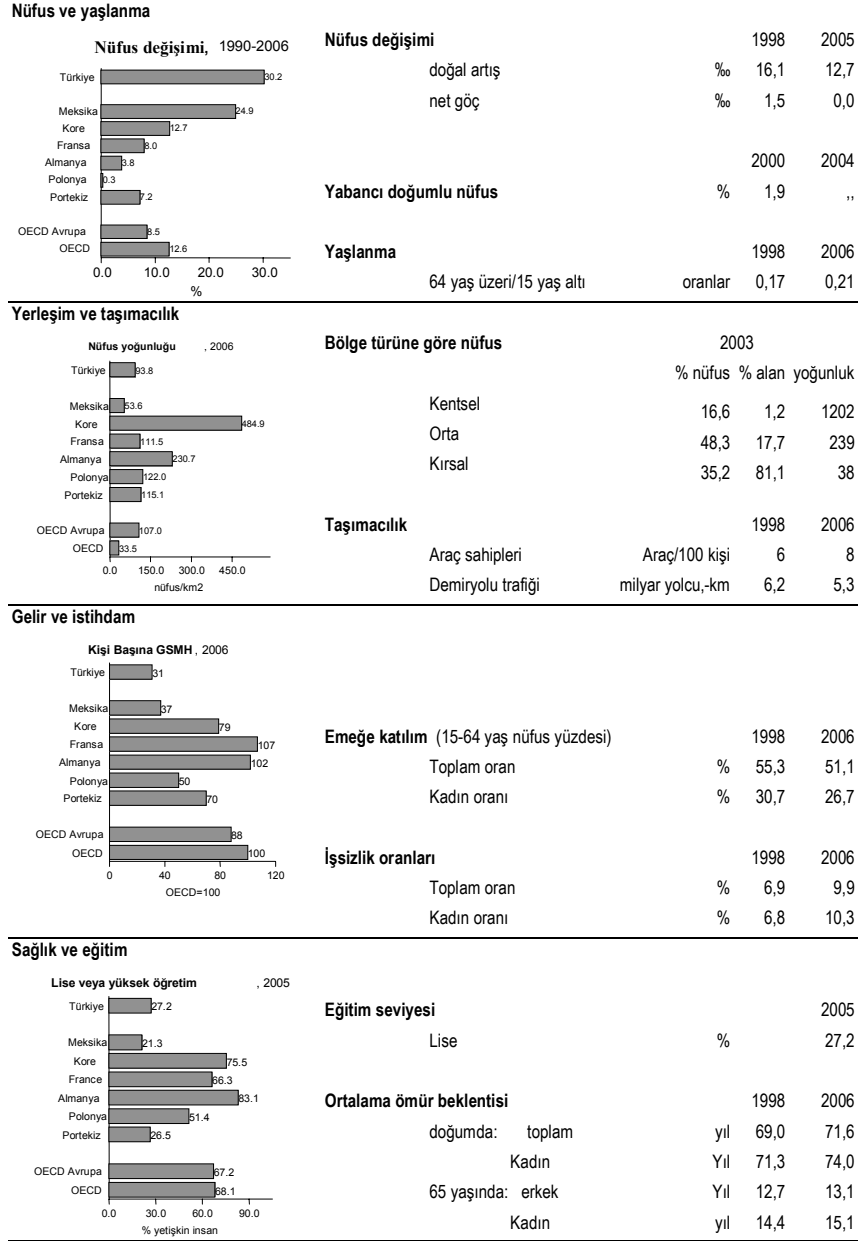 Nüfus ve yaşlanma
Nüfus değişimi, 1990-2006
Türkiye 30.2
Meksika 24.9
Kore 12.7
Fransa 8.0
Almanya 3.8
Polonya 0.3
Portekiz 7.2
OECD Avrupa 8.5
OECD 12.6
0.0 10.0 20.0 30.0
%
Nüfus değişimi 1998 2005
doğal artış ‰ 16,1 12,7
net göç ‰ 1,5 0,0
2000 2004
Yabancı doğumlu nüfus % 1,9 ,,
Yaşlanma 1998 2006
64 yaş üzeri/15 yaş altı oranlar 0,17 0,21
Yerleşim ve taşımacılık
Nüfus yoğunluğu , 2006
Türkiye 93.8
Meksika 53.6
Kore 484.9
Fransa 111.5
Almanya 230.7
Polonya 122.0
Portekiz 115.1
OECD Avrupa 107.0
OECD 33.5
0.0 150.0 300.0 450.0
nüfus/km2
Bölge türüne göre nüfus 2003
% nüfus % alan yoğunluk
Kentsel 16,6 1,2 1202
Orta 48,3 17,7 239
Kırsal 35,2 81,1 38
Taşımacılık 1998 2006
Araç sahipleri Araç/100 kişi 6 8
Demiryolu trafiği milyar yolcu,-km 6,2 5,3
Gelir ve istihdam
Kişi Başına GSMH , 2006
Türkiye 31
Meksika 37
Kore 79
Fransa 107
Almanya 102
Polonya 50
Portekiz 70
OECD Avrupa 88
OECD 100
0 40 80 120
OECD=100
Emeğe katılım (15-64 yaş nüfus yüzdesi) 1998 2006
Toplam oran % 55,3 51,1
Kadın oranı % 30,7 26,7
İşsizlik oranları 1998 2006
Toplam oran % 6,9 9,9
Kadın oranı % 6,8 10,3
Sağlık ve eğitim
Lise veya yüksek öğretim , 2005
Türkiye 27.2
Meksika 21.3
Kore 75.5
France 66.3
Almanya 83.1
Polonya 51.4
Portekiz 26.5
OECD Avrupa 67.2
OECD 68.1
0.0 30.0 60.0 90.0
% yetişkin insan
Eğitim seviyesi 2005
Lise % 27,2
Ortalama ömür beklentisi 1998 2006
doğumda: toplam yıl 69,0 71,6
Kadın Yıl 71,3 74,0
65 yaşında: erkek Yıl 12,7 13,1
Kadın yıl 14,4 15,1